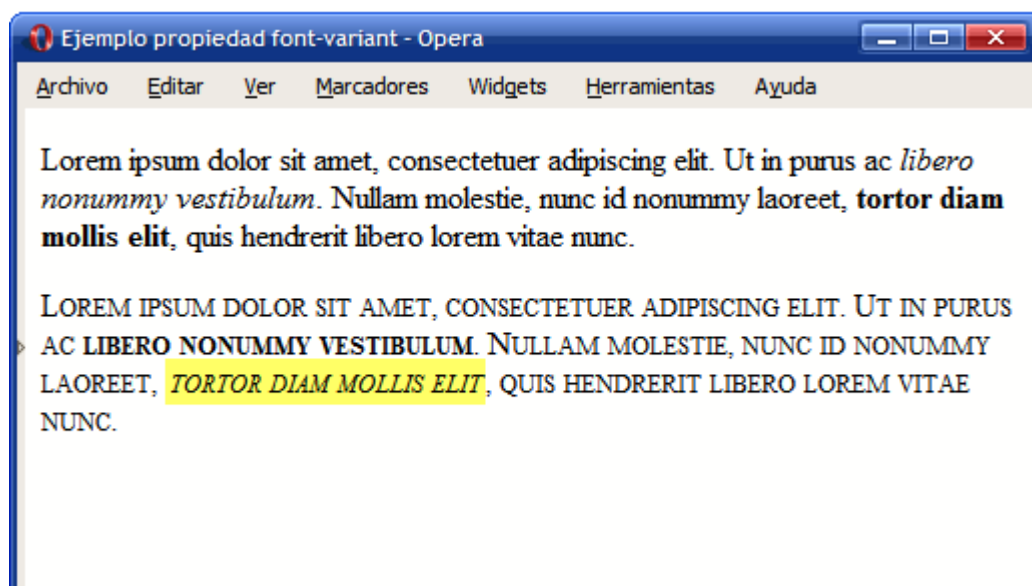 Ejemplo propiedad font-variant - Opera
Archivo Editar Ver Marcadores Widgets Herramientas Ayuda
Lorem ipsum dolor sit amet, consectetuer adipiscing elit. Ut in purus ac libero
nonummy vestibulum. Nullam molestie, nunc id nonummy laoreet, tortor diam
mollis elit, quis hendrerit libero lorem vitae nunc.
LOREM IPSUM DOLOR SIT AMET, CONSECTETUER ADIPISCING ELIT. UT IN PURUS
AC LIBERO NONUMMY VESTIBULUM. NULLAM MOLESTIE, NUNC ID NONUMMY
LAOREET, TORTOR DIAM MOLLIS ELIT, QUIS HENDRERIT LIBERO LOREM VITAE
NUNC.